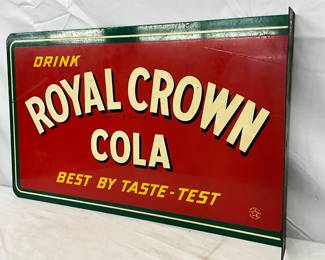 DRINK
ROYAL CROWN
COLA
BEST BY TASTE-TEST